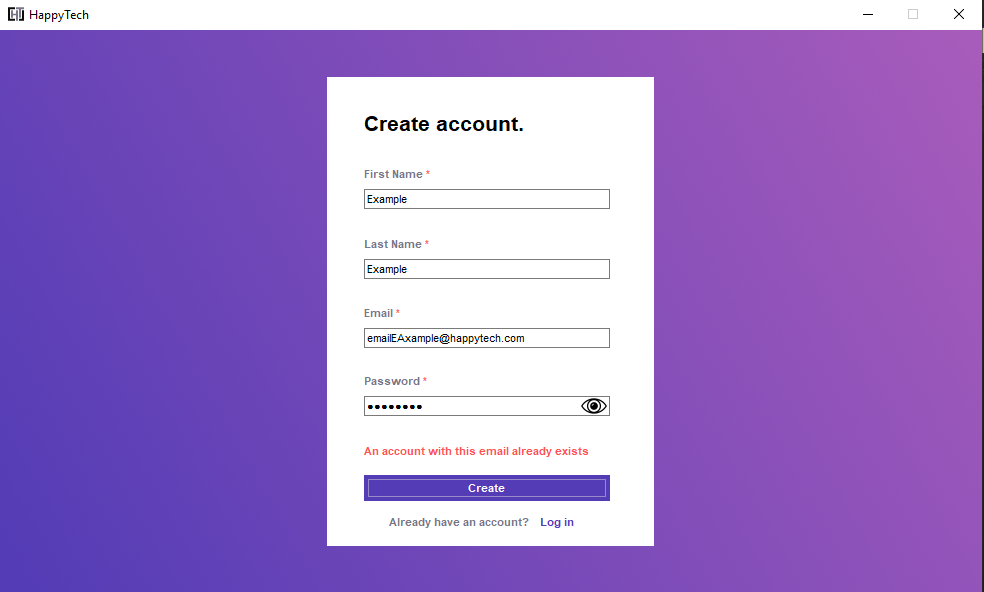 HappyTech
Create account.
First Name *
Example
Last Name *
Example
Email *
emailEAxample@happytech.com
Password *
••••••••
An account with this email already exists
Create
Already have an account? Log in